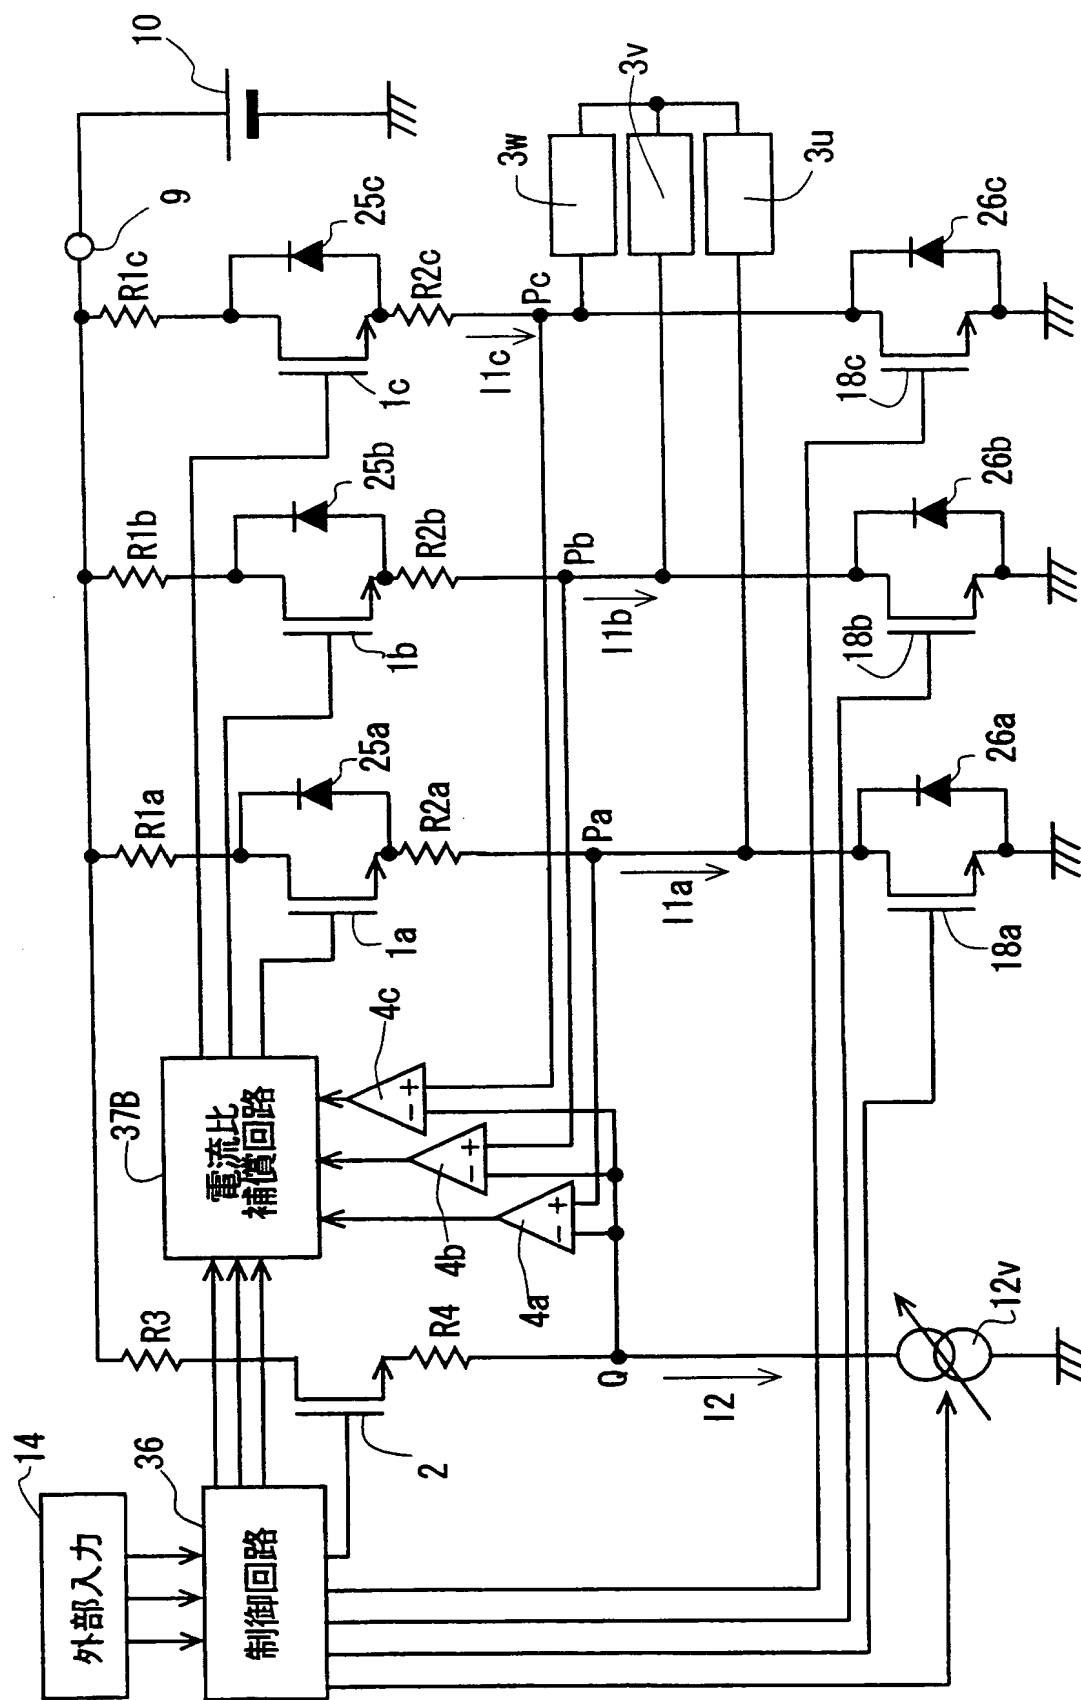 14
外部入力
36
制御回路
2
R3
R4
Q
I2
12v
37B
電流比
補償回路
4a
4b
4c
- +
- +
- +
R1a
25a
1a
R2a
Pa
I1a
18a
26a
R1b
25b
1b
R2b
Pb
I1b
18b
26b
R1c
25c
1c
R2c
Pc
I1c
18c
26c
9
10
3w
3v
3u